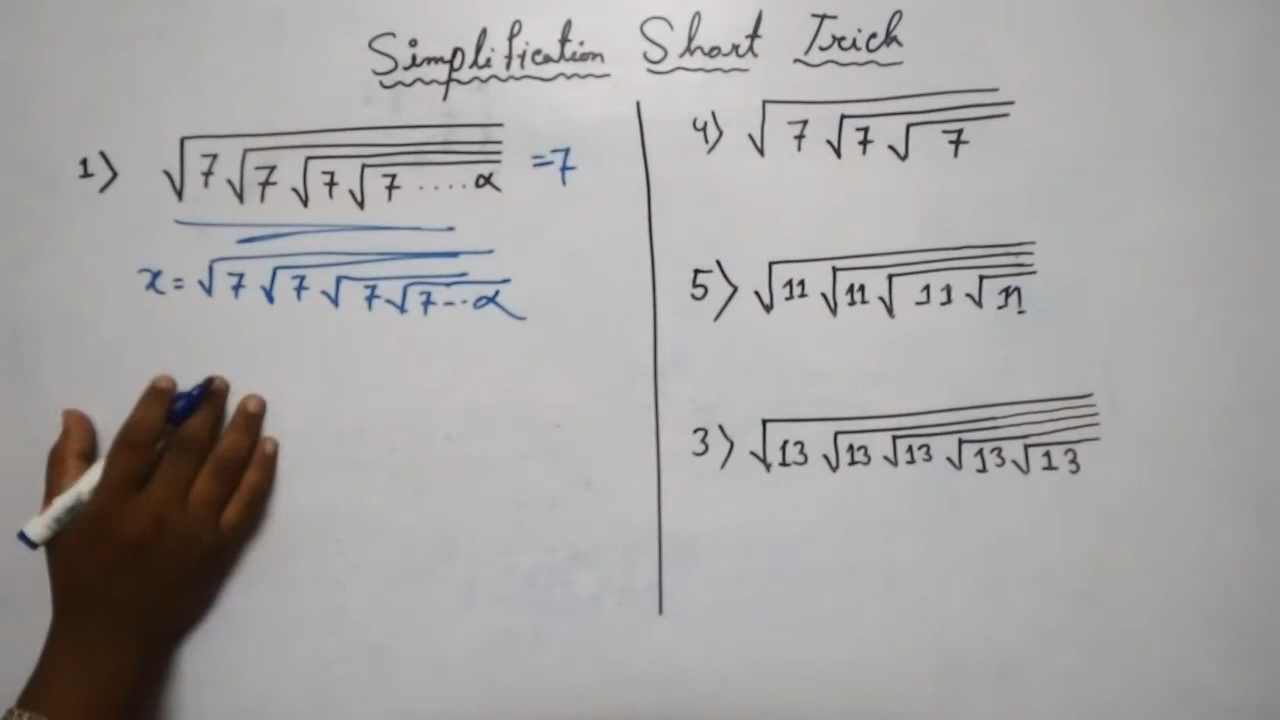 Simplification Short Trick
1) √7√7√7√7 ....α =7
x = √7√7√7√7--·α
4) √7√7√7
5) √11√11√11√11
3) √13√13√13√13√13